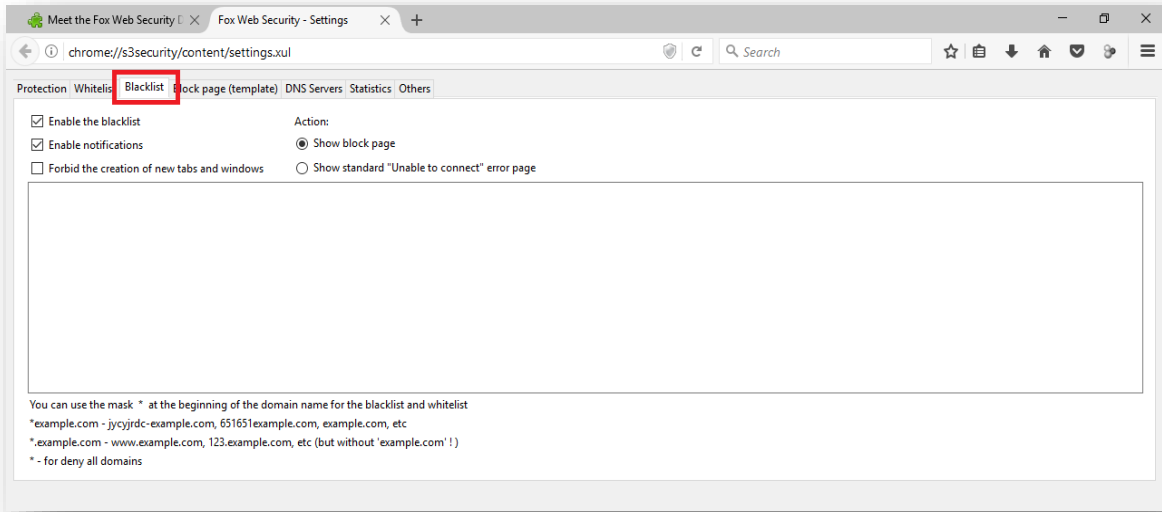 Meet the Fox Web Security D
Fox Web Security - Settings
chrome://s3security/content/settings.xul
Search
Protection Whitelis Blacklist lock page (template) DNS Servers Statistics Others
Enable the blacklist
Action:
Enable notifications
Show block page
Forbid the creation of new tabs and windows
Show standard "Unable to connect" error page
You can use the mask * at the beginning of the domain name for the blacklist and whitelist
*example.com - jycyjrdc-example.com, 651651example.com, example.com, etc
*.example.com - www.example.com, 123.example.com, etc (but without 'example.com' ! )
* - for deny all domains